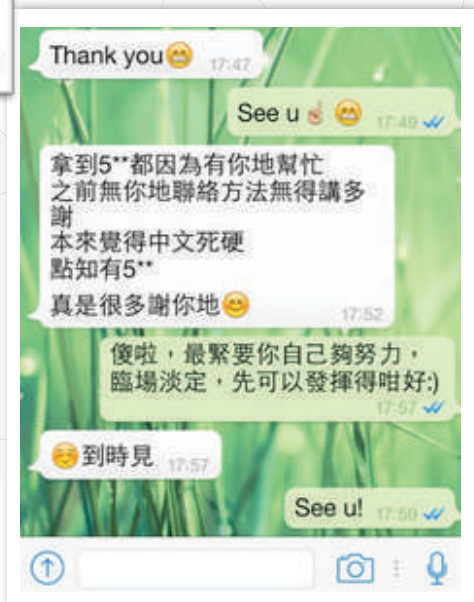 Thank you😁 17:47
See u☝😁 17:49
拿到5**都因為有你地幫忙
之前無你地聯絡方法無得講多
謝
本來覺得中文死硬
點知有5**
真是很多謝你地😊 17:52
傻啦，最緊要你自己夠努力，
臨場淡定，先可以發揮得咁好:)
17:57
☺到時見 17:57
See u! 17:59